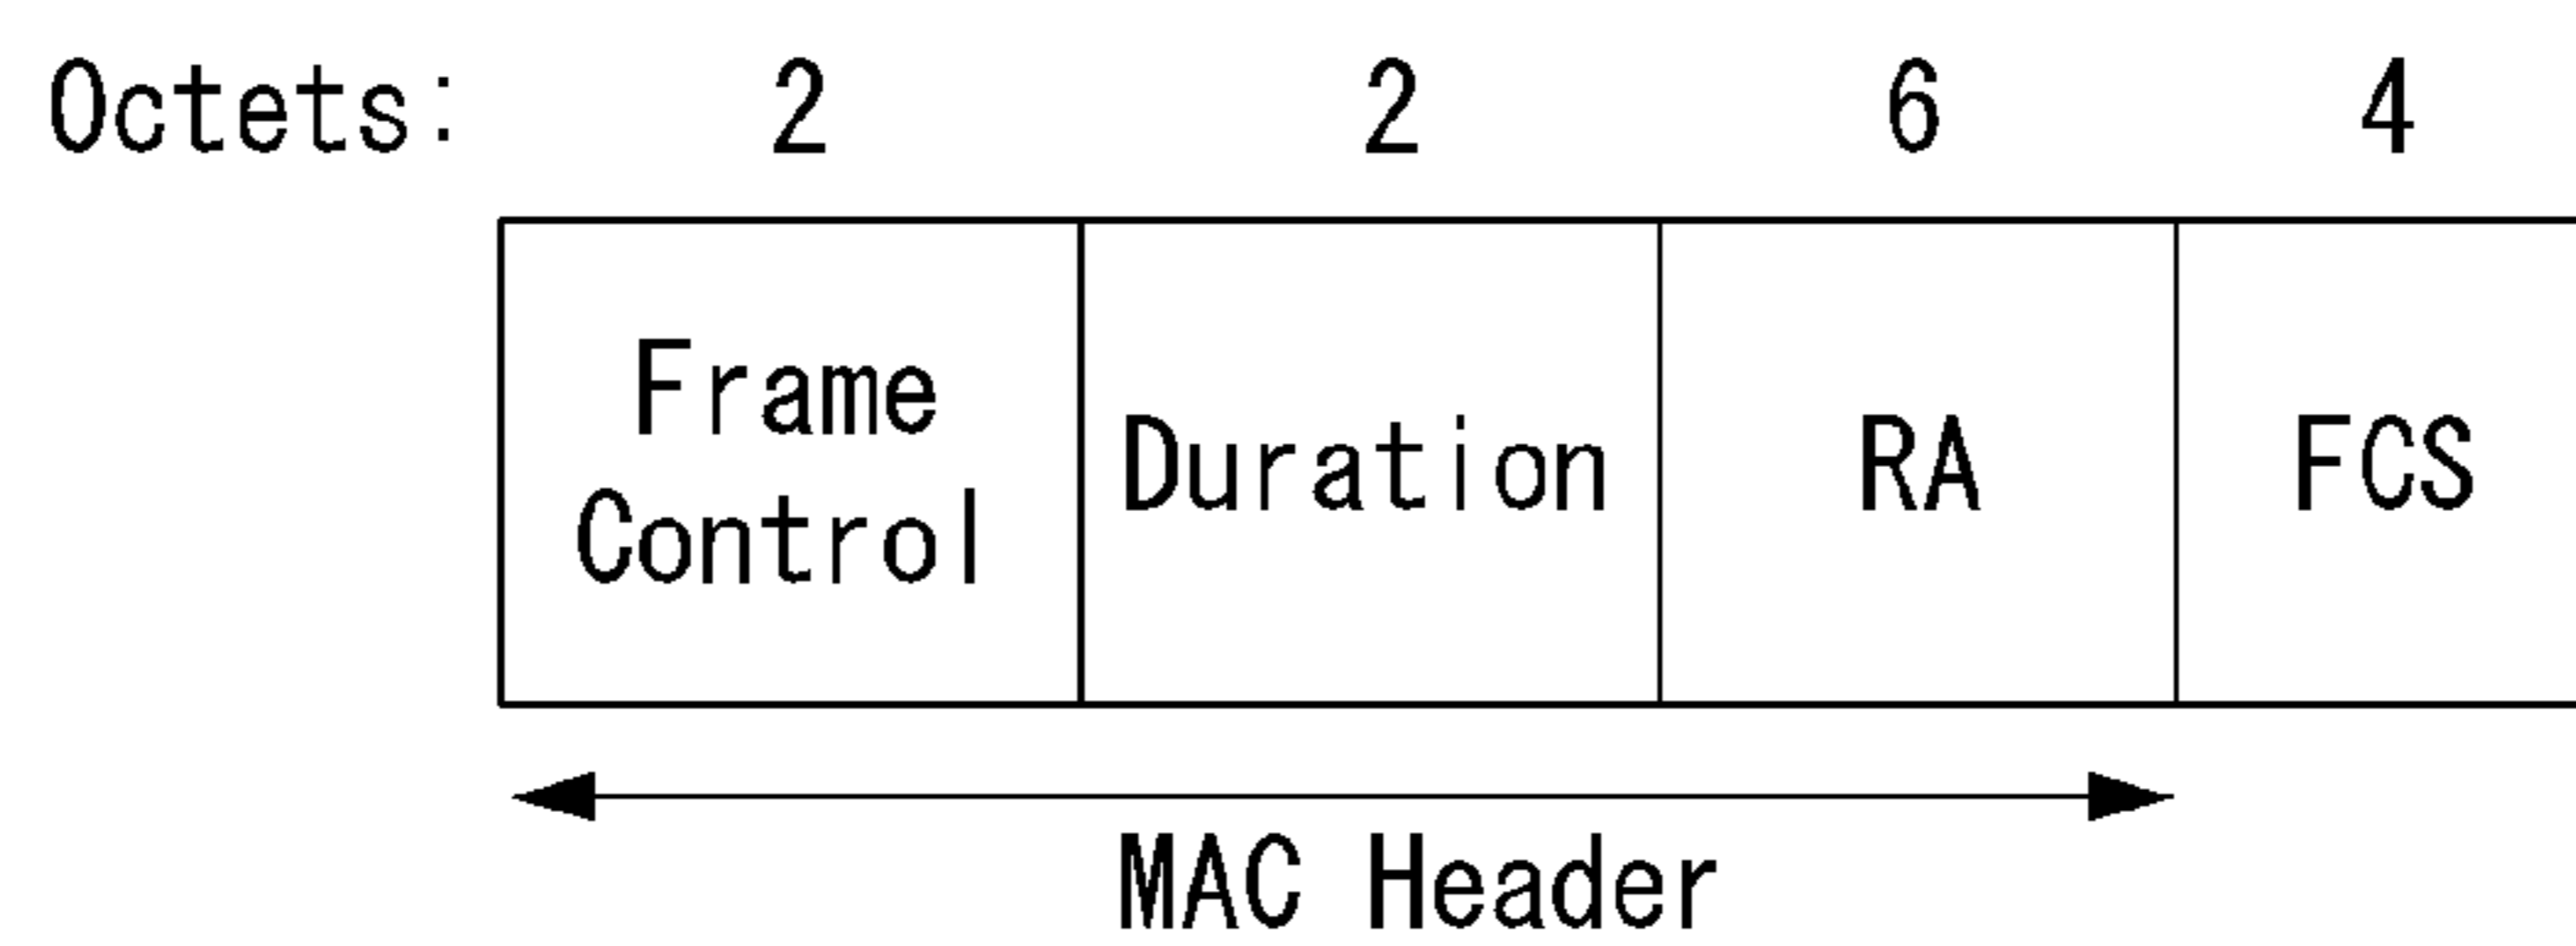 Octets: 2 2 6 4
Frame
Control
Duration
RA
FCS
MAC Header